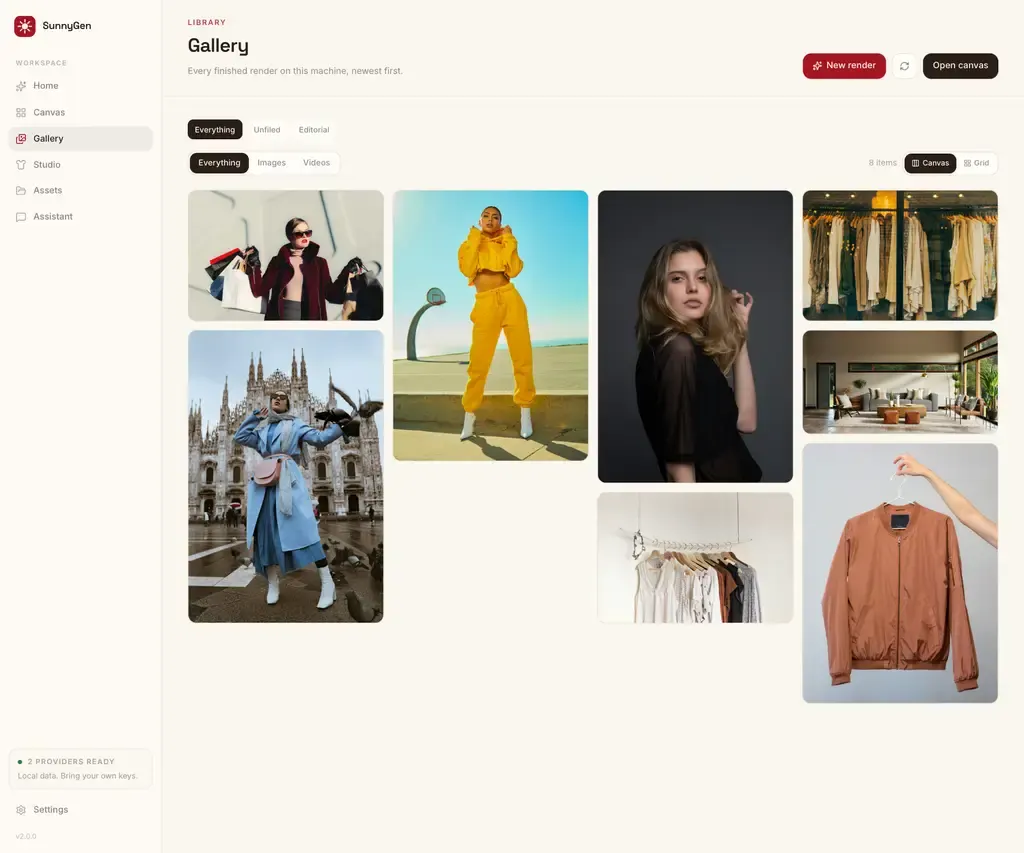 SunnyGen
WORKSPACE
Home
Canvas
Gallery
Studio
Assets
Assistant
2 PROVIDERS READY
Local data. Bring your own keys.
Settings
v2.0.0
LIBRARY
Gallery
Every finished render on this machine, newest first.
New render
Open canvas
Everything
Unfiled
Editorial
Everything
Images
Videos
8 items
Canvas
Grid